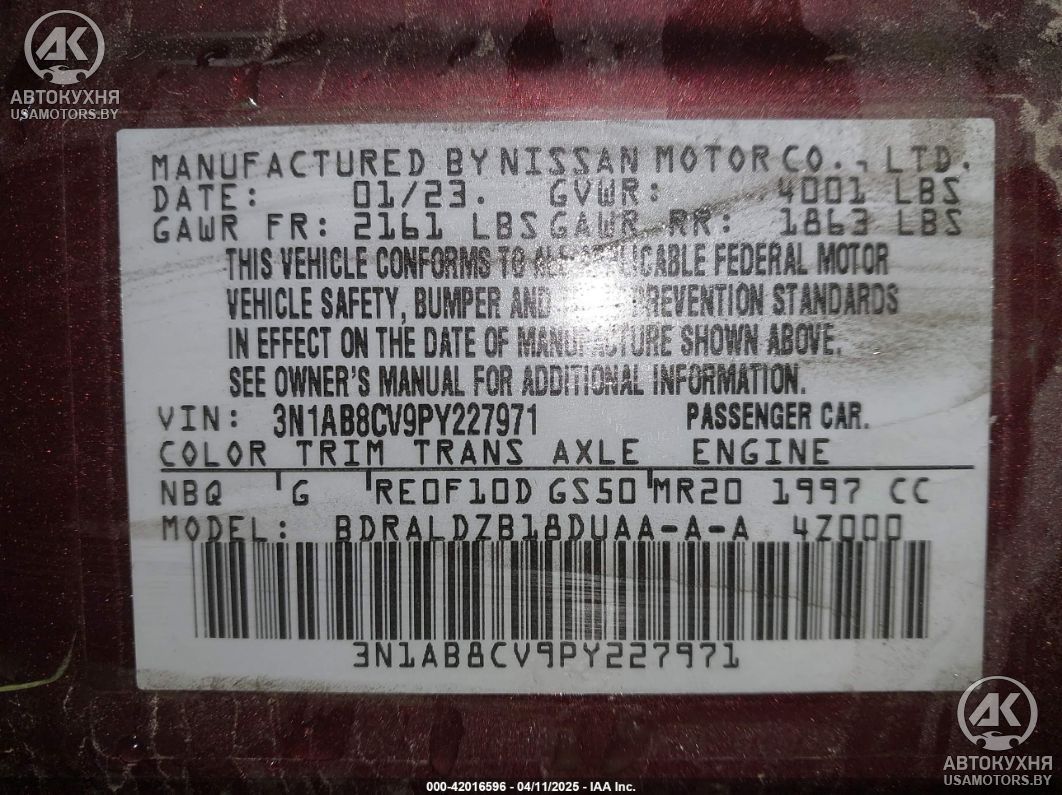 AK
АВТОКУХНЯ
USAMOTORS.BY
MANUFACTURED BY NISSAN MOTOR CO., LTD.
DATE: 01/23. GVWR: 4001 LBS
GAWR FR: 2161 LBS GAWR RR: 1863 LBS
THIS VEHICLE CONFORMS TO ALL APPLICABLE FEDERAL MOTOR
VEHICLE SAFETY, BUMPER AND PREVENTION STANDARDS
IN EFFECT ON THE DATE OF MANUFACTURE SHOWN ABOVE.
SEE OWNER'S MANUAL FOR ADDITIONAL INFORMATION.
VIN: 3N1AB8CV9PY227971 PASSENGER CAR.
COLOR TRIM TRANS AXLE ENGINE
NBQ G RE0F10D GS50 MR20 1997 CC
MODEL: BDRALDZB18DUAA-A-A 4Z000
3N1AB8CV9PY227971
AK
АВТОКУХНЯ
USAMOTORS.BY
000-42016596 - 04/11/2025 - IAA Inc.